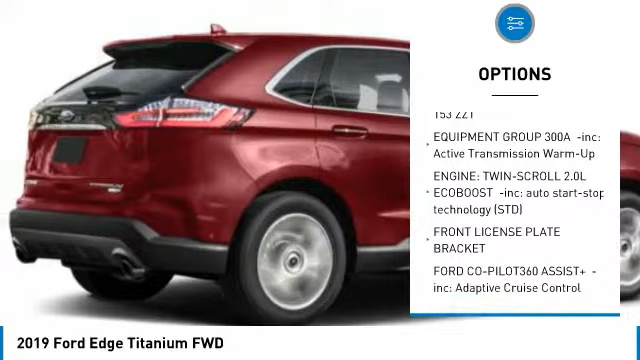 OPTIONS
EQUIPMENT GROUP 300A -inc:
Active Transmission Warm-Up
ENGINE: TWIN-SCROLL 2.0L
ECOBOOST -inc: auto start-stop
technology (STD)
FRONT LICENSE PLATE
BRACKET
FORD CO-PILOT360 ASSIST+ -
inc: Adaptive Cruise Control
2019 Ford Edge Titanium FWD